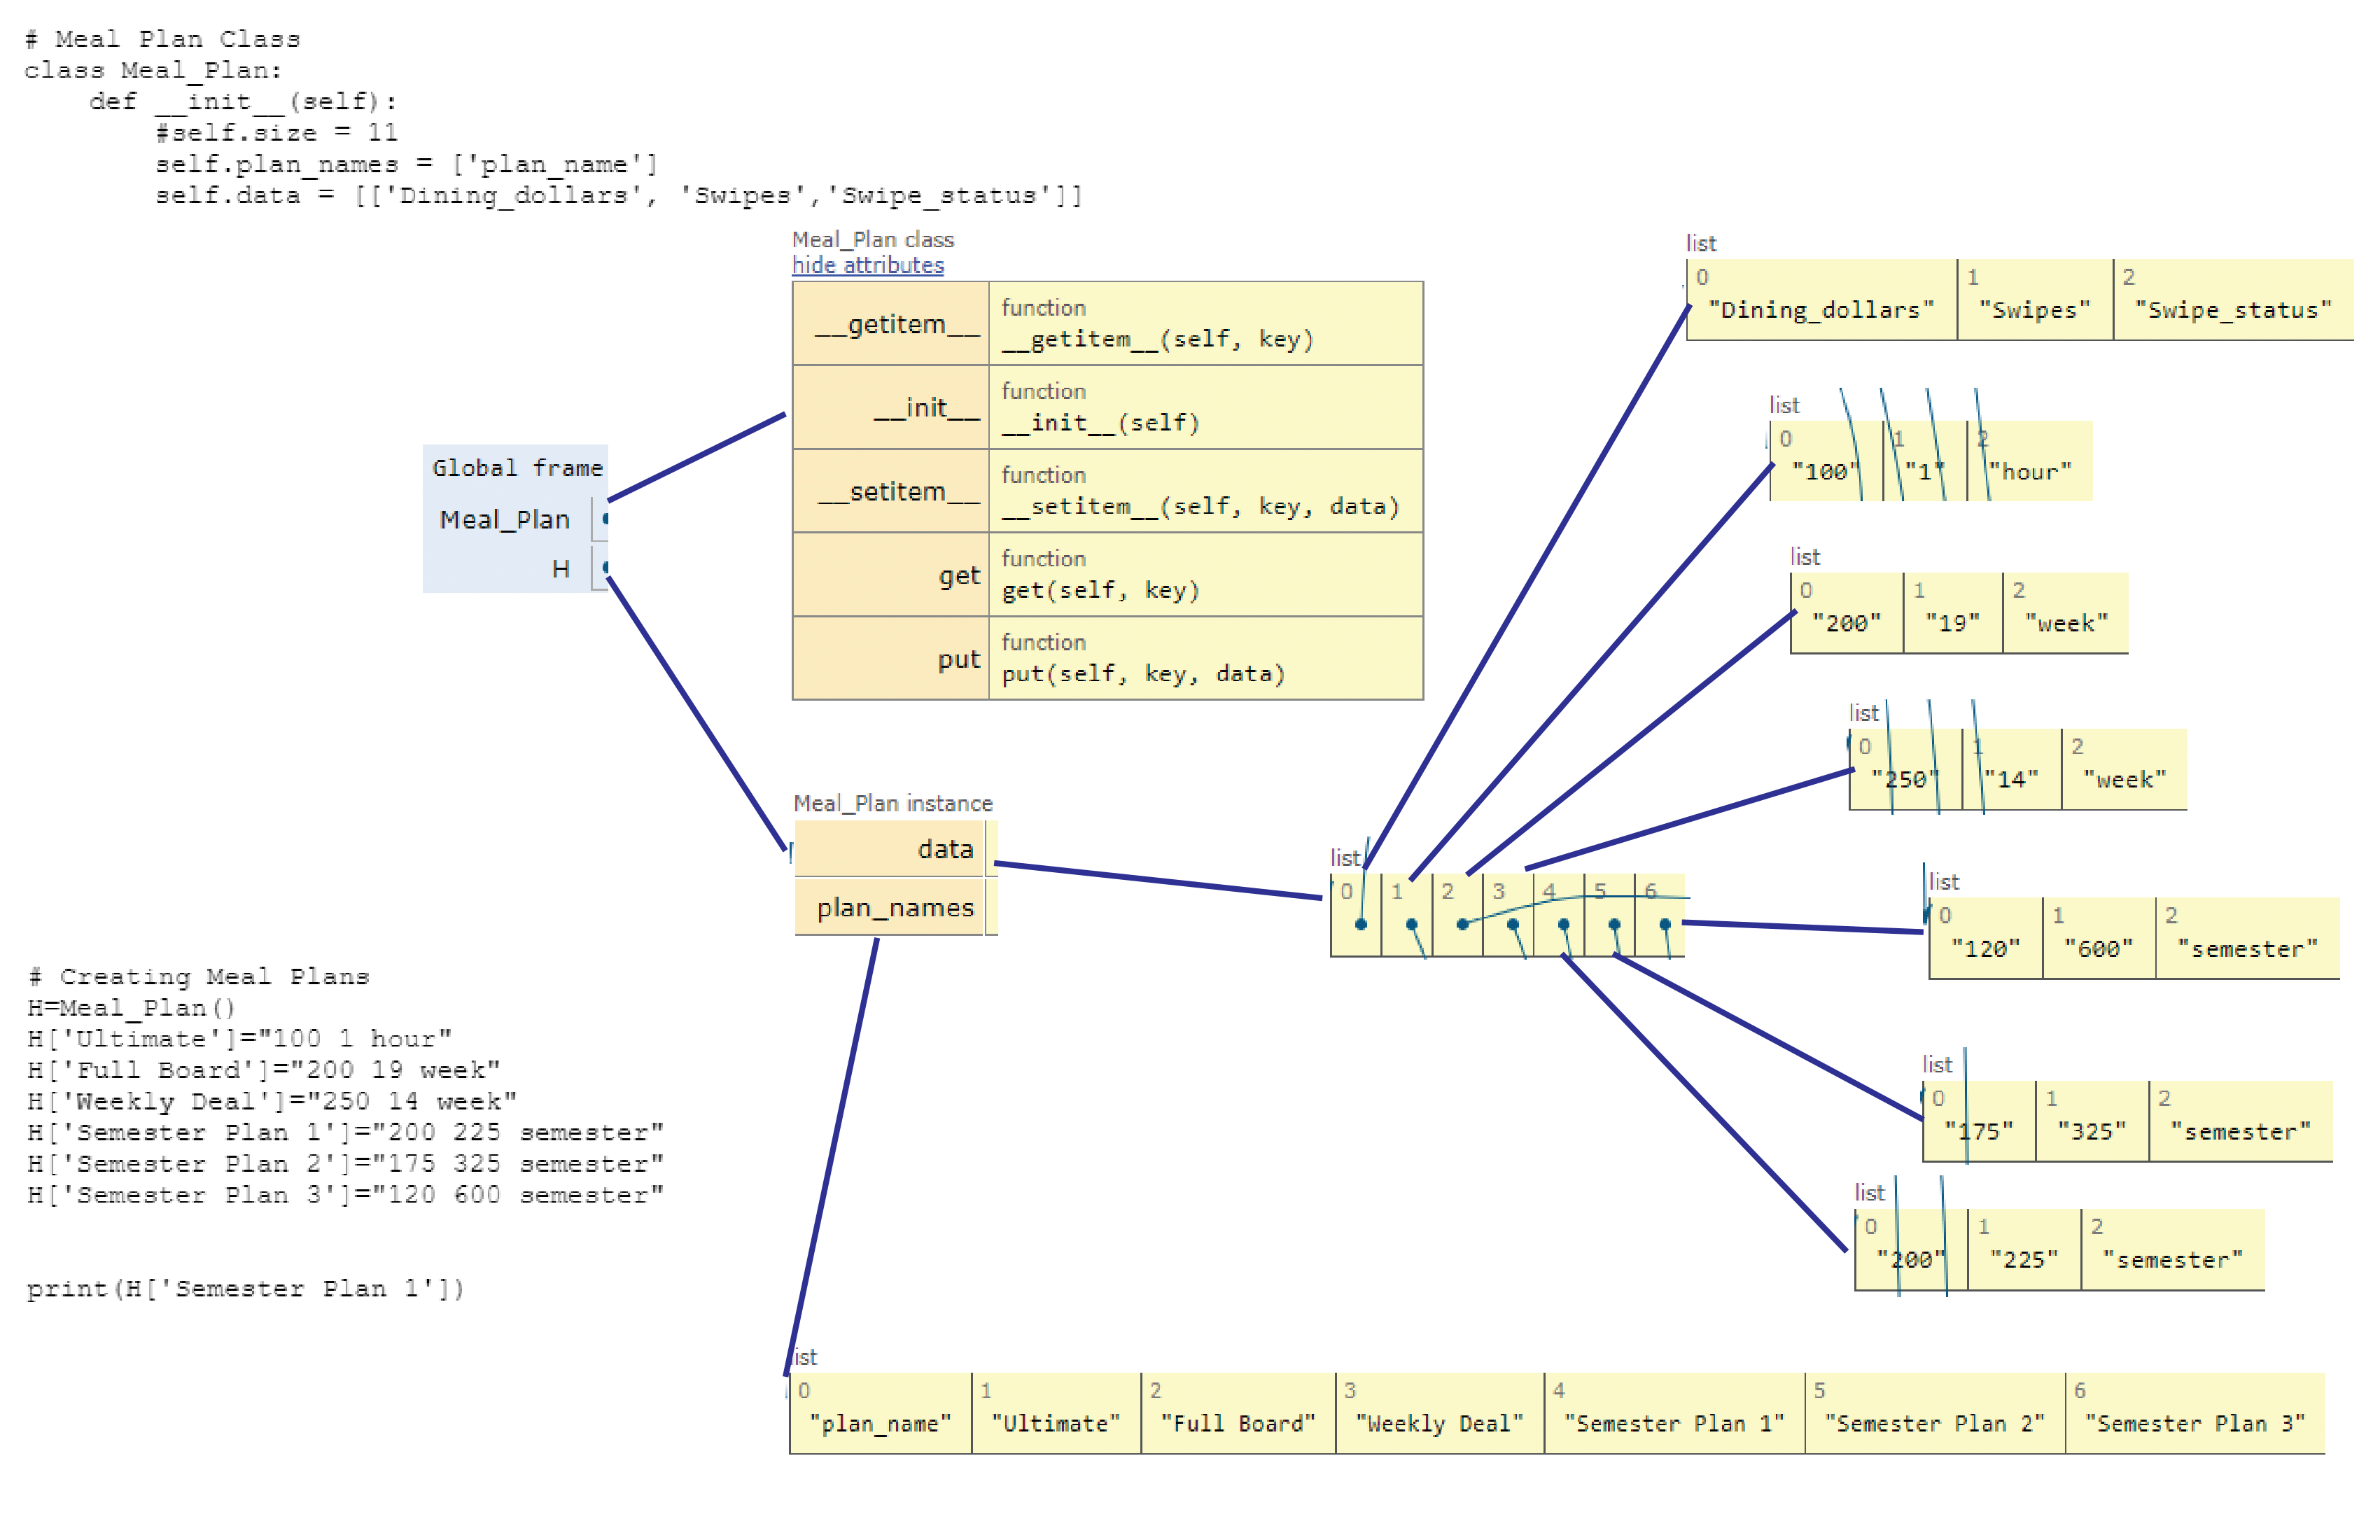 # Meal Plan Class
class Meal_Plan:
    def __init__(self):
        #self.size = 11
        self.plan_names = ['plan_name']
        self.data = [['Dining_dollars', 'Swipes','Swipe_status']]
Meal_Plan class
hide attributes
__getitem__
function
__getitem__(self, key)
__init__
function
__init__(self)
__setitem__
function
__setitem__(self, key, data)
get
function
get(self, key)
put
function
put(self, key, data)
Global frame
Meal_Plan
H
Meal_Plan instance
data
plan_names
list
0 1 2 3 4 5 6
list
0 1 2
"Dining_dollars" "Swipes" "Swipe_status"
list
0 1 2
"100" "1" "hour"
list
0 1 2
"200" "19" "week"
list
0 1 2
"250" "14" "week"
list
0 1 2
"120" "600" "semester"
list
0 1 2
"175" "325" "semester"
list
0 1 2
"200" "225" "semester"
# Creating Meal Plans
H=Meal_Plan()
H['Ultimate']="100 1 hour"
H['Full Board']="200 19 week"
H['Weekly Deal']="250 14 week"
H['Semester Plan 1']="200 225 semester"
H['Semester Plan 2']="175 325 semester"
H['Semester Plan 3']="120 600 semester"
print(H['Semester Plan 1'])
list
0 1 2 3 4 5 6
"plan_name" "Ultimate" "Full Board" "Weekly Deal" "Semester Plan 1" "Semester Plan 2" "Semester Plan 3"